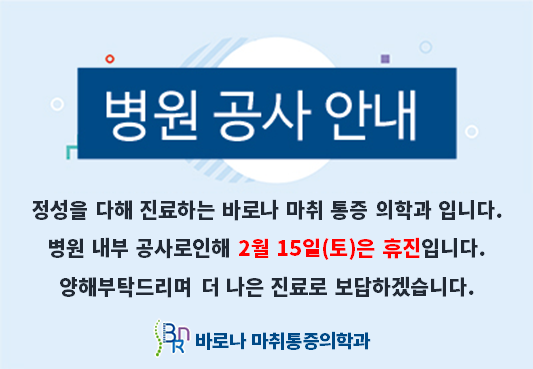 병원 공사 안내
정성을 다해 진료하는 바로나 마취 통증 의학과 입니다.
병원 내부 공사로인해 2월 15일(토)은 휴진입니다.
양해부탁드리며 더 나은 진료로 보답하겠습니다.
BNR 바로나 마취통증의학과